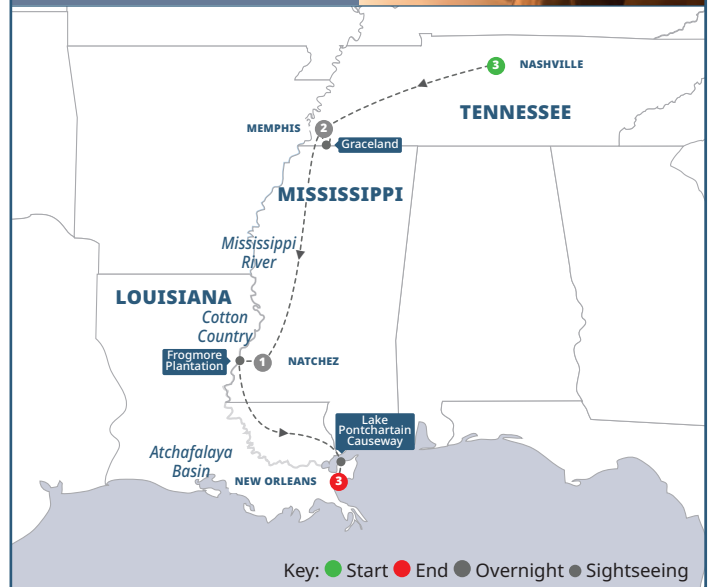 3 NASHVILLE
TENNESSEE
MEMPHIS 2
Graceland
MISSISSIPPI
Mississippi
River
LOUISIANA
Cotton
Country
Frogmore
Plantation
1 NATCHEZ
Lake
Pontchartain
Causeway
Atchafalaya
Basin
NEW ORLEANS 3
Key: Start End Overnight Sightseeing